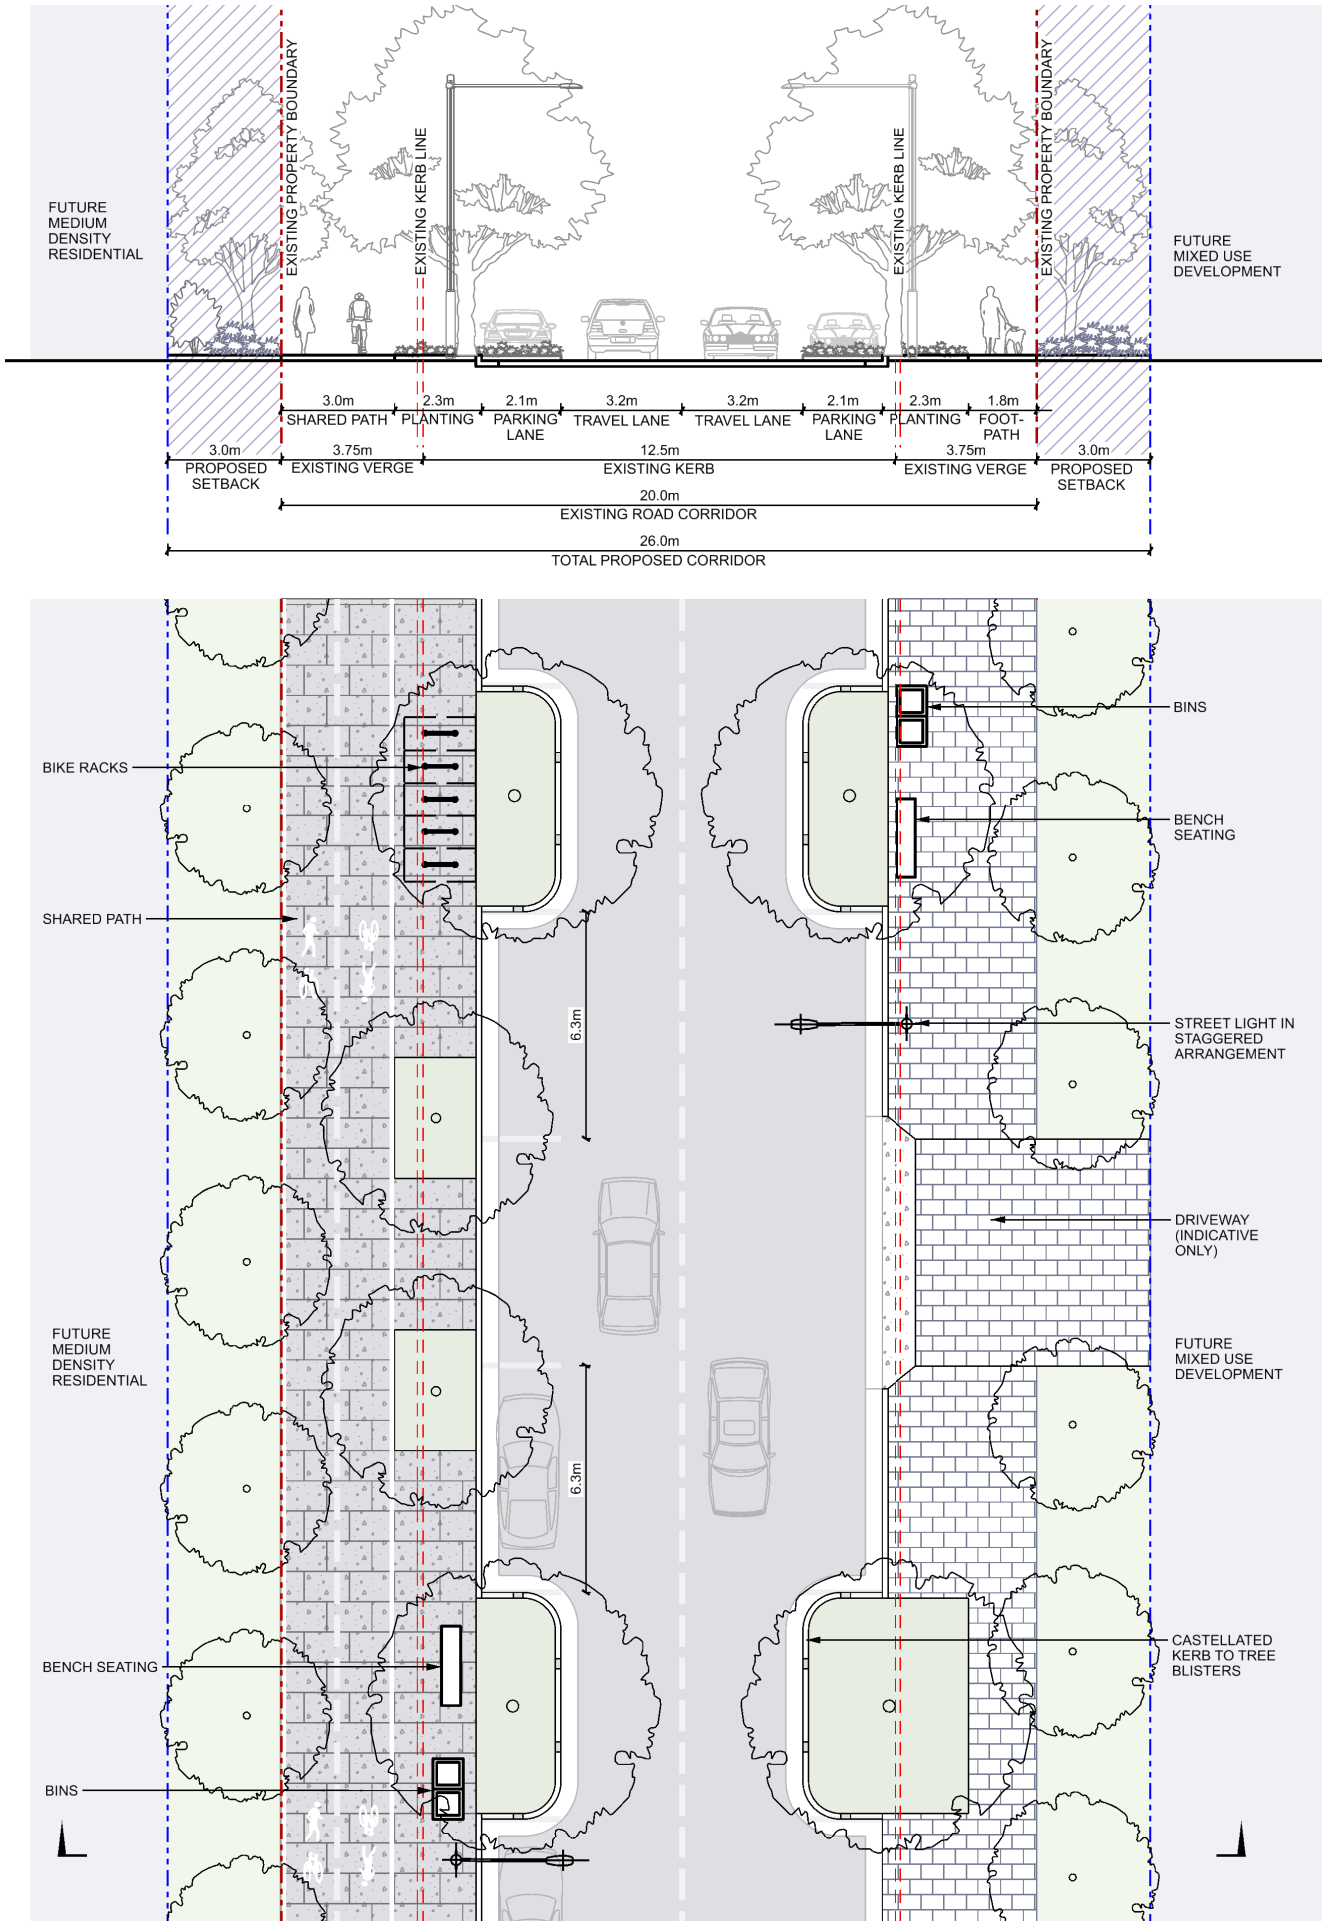 EXISTING PROPERTY BOUNDARY
EXISTING KERB LINE
EXISTING KERB LINE
EXISTING PROPERTY BOUNDARY
FUTURE
MEDIUM
DENSITY
RESIDENTIAL
FUTURE
MIXED USE
DEVELOPMENT
3.0m
2.3m
2.1m
3.2m
3.2m
2.1m
2.3m
1.8m
SHARED PATH
PLANTING
PARKING
LANE
TRAVEL LANE
TRAVEL LANE
PARKING
LANE
PLANTING
FOOT-
PATH
3.0m
3.75m
12.5m
3.75m
3.0m
PROPOSED
SETBACK
EXISTING VERGE
EXISTING KERB
EXISTING VERGE
PROPOSED
SETBACK
20.0m
EXISTING ROAD CORRIDOR
26.0m
TOTAL PROPOSED CORRIDOR
BINS
BIKE RACKS
BENCH
SEATING
SHARED PATH
6.3m
STREET LIGHT IN
STAGGERED
ARRANGEMENT
DRIVEWAY
(INDICATIVE
ONLY)
FUTURE
MEDIUM
DENSITY
RESIDENTIAL
FUTURE
MIXED USE
DEVELOPMENT
6.3m
CASTELLATED
KERB TO TREE
BLISTERS
BENCH SEATING
BINS